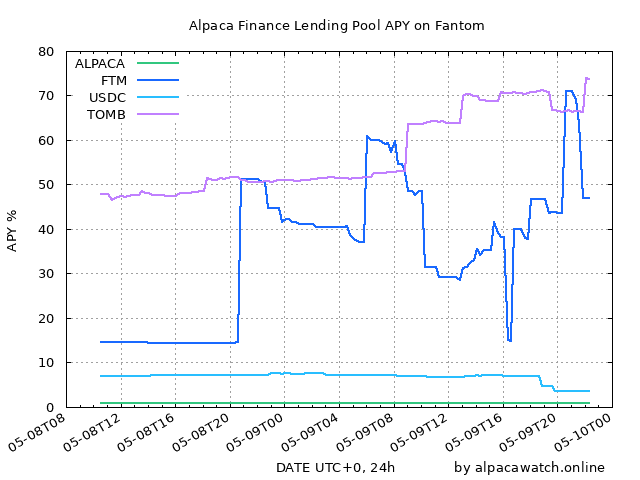 Alpaca Finance Lending Pool APY on Fantom
80
70
60
50
40
30
20
10
0
APY %
ALPACA
FTM
USDC
TOMB
05-08T08
05-08T12
05-08T16
05-08T20
05-09T00
05-09T04
05-09T08
05-09T12
05-09T16
05-09T20
05-10T00
DATE UTC+0, 24h
by alpacawatch.online